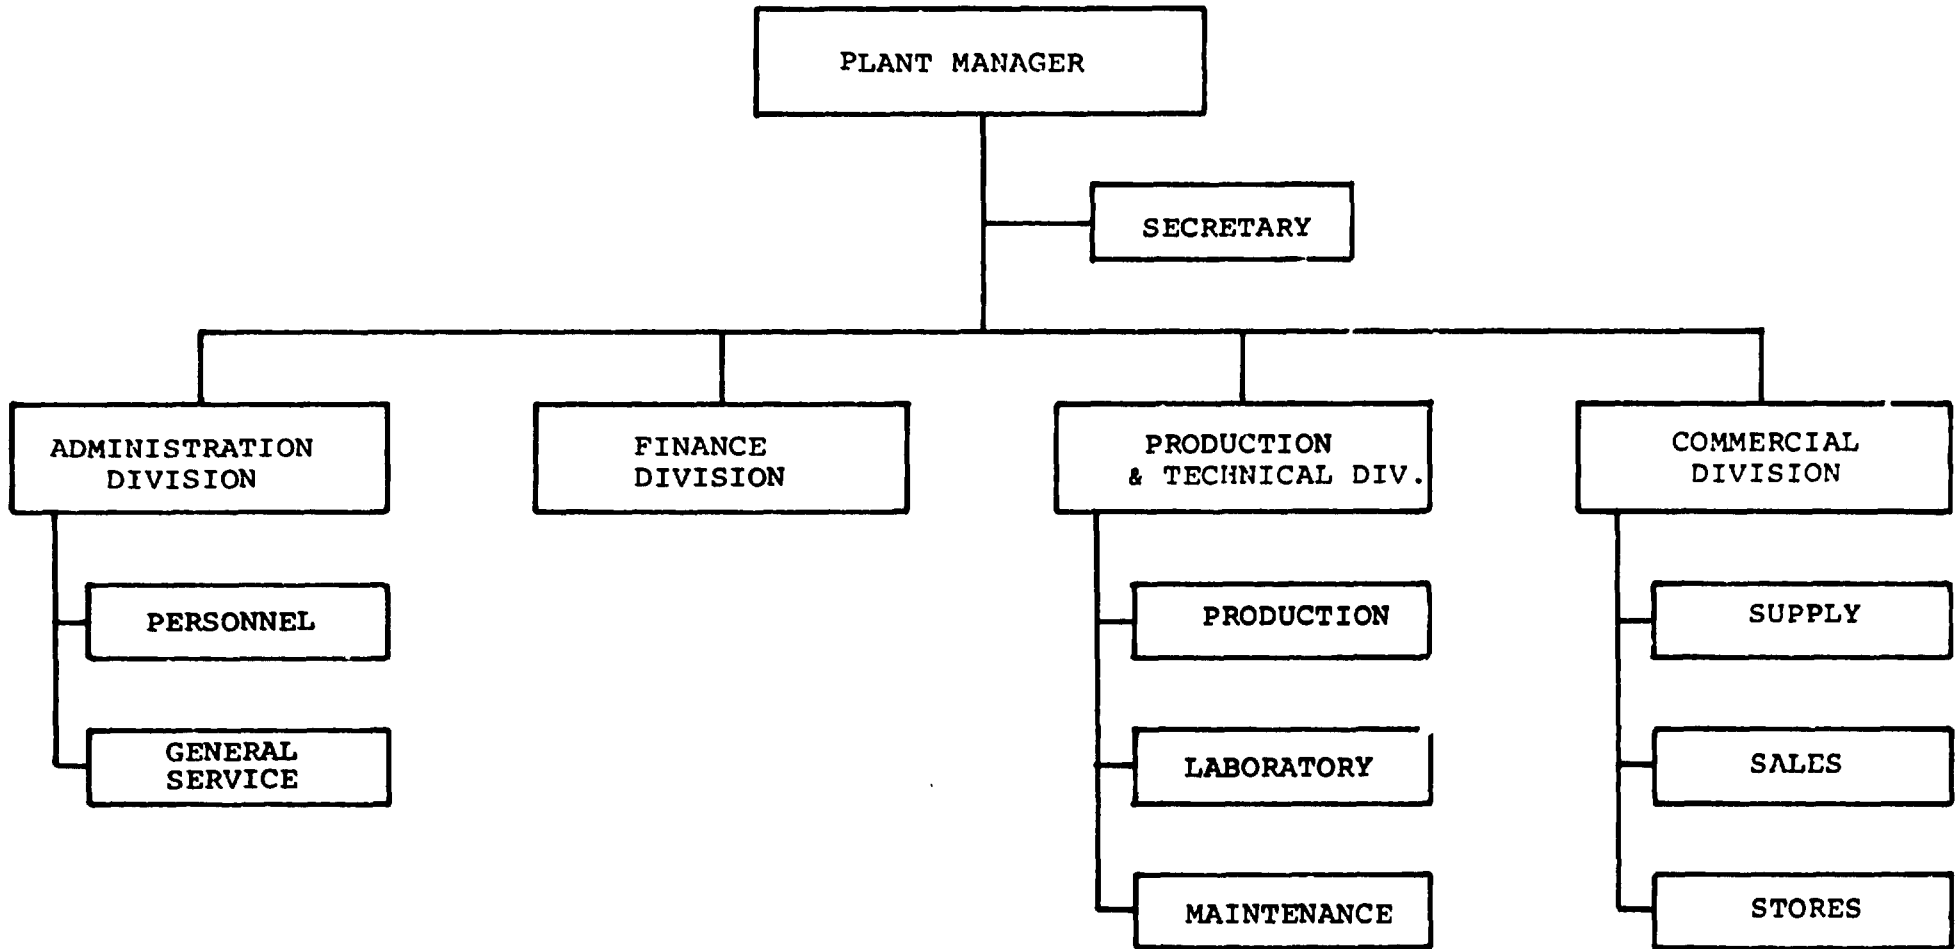 PLANT MANAGER
SECRETARY
ADMINISTRATION
DIVISION
FINANCE
DIVISION
PRODUCTION
& TECHNICAL DIV.
COMMERCIAL
DIVISION
PERSONNEL
GENERAL
SERVICE
PRODUCTION
LABORATORY
MAINTENANCE
SUPPLY
SALES
STORES